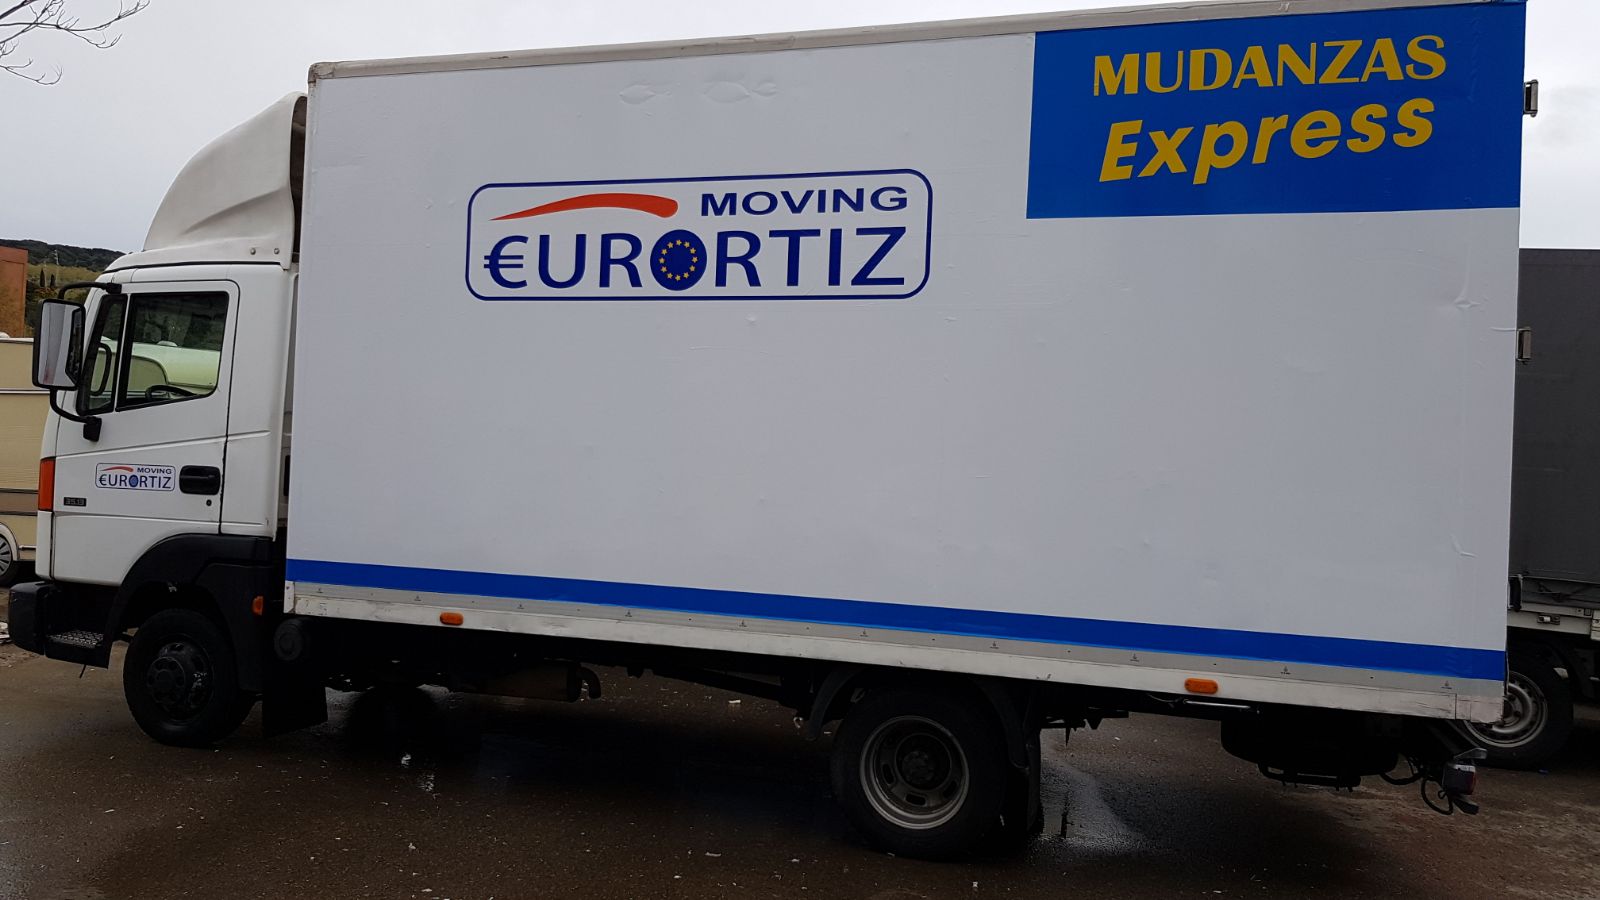 MUDANZAS
Express
MOVING
€URORTIZ
MOVING
€URORTIZ
35.13